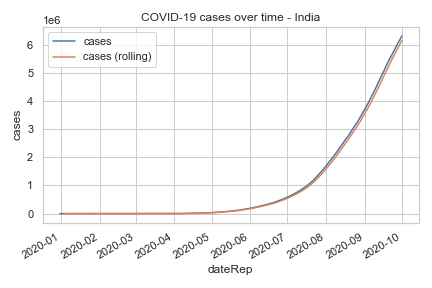 COVID-19 cases over time - India
1e6
cases
cases (rolling)
6
5
4
3
2
1
0
cases
2020-01
2020-02
2020-03
2020-04
2020-05
2020-06
2020-07
2020-08
2020-09
2020-10
dateRep